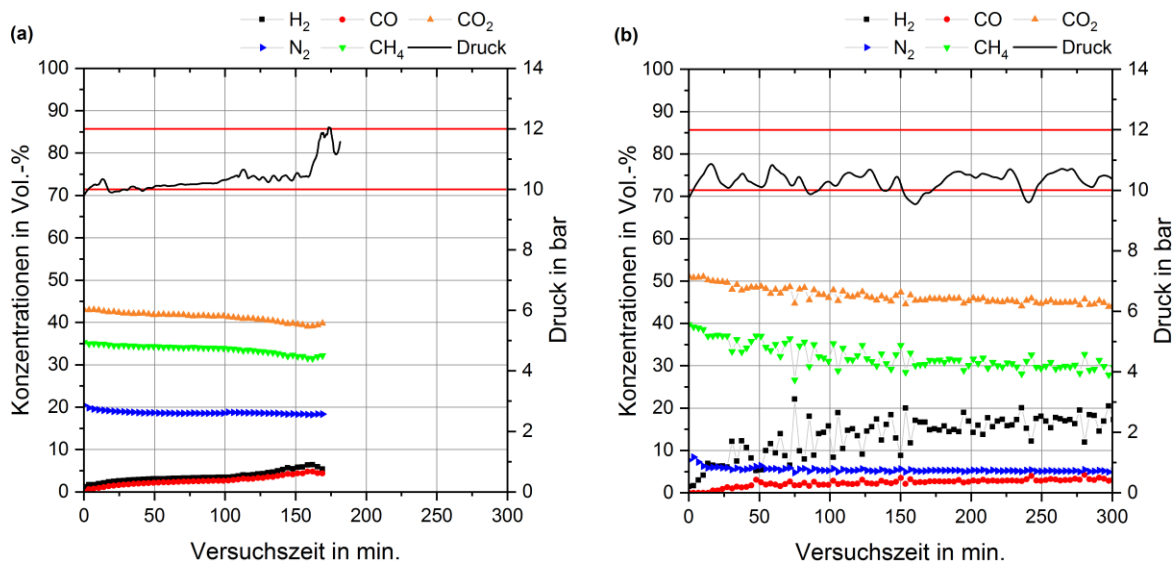 (a)
H₂ CO CO₂
N₂ CH₄ Druck
Konzentrationen in Vol.-%
100
90
80
70
60
50
40
30
20
10
0
14
12
10
8
6
4
2
0
Druck in bar
0 50 100 150 200 250 300
Versuchszeit in min.
(b)
H₂ CO CO₂
N₂ CH₄ Druck
Konzentrationen in Vol.-%
100
90
80
70
60
50
40
30
20
10
0
14
12
10
8
6
4
2
0
Druck in bar
0 50 100 150 200 250 300
Versuchszeit in min.